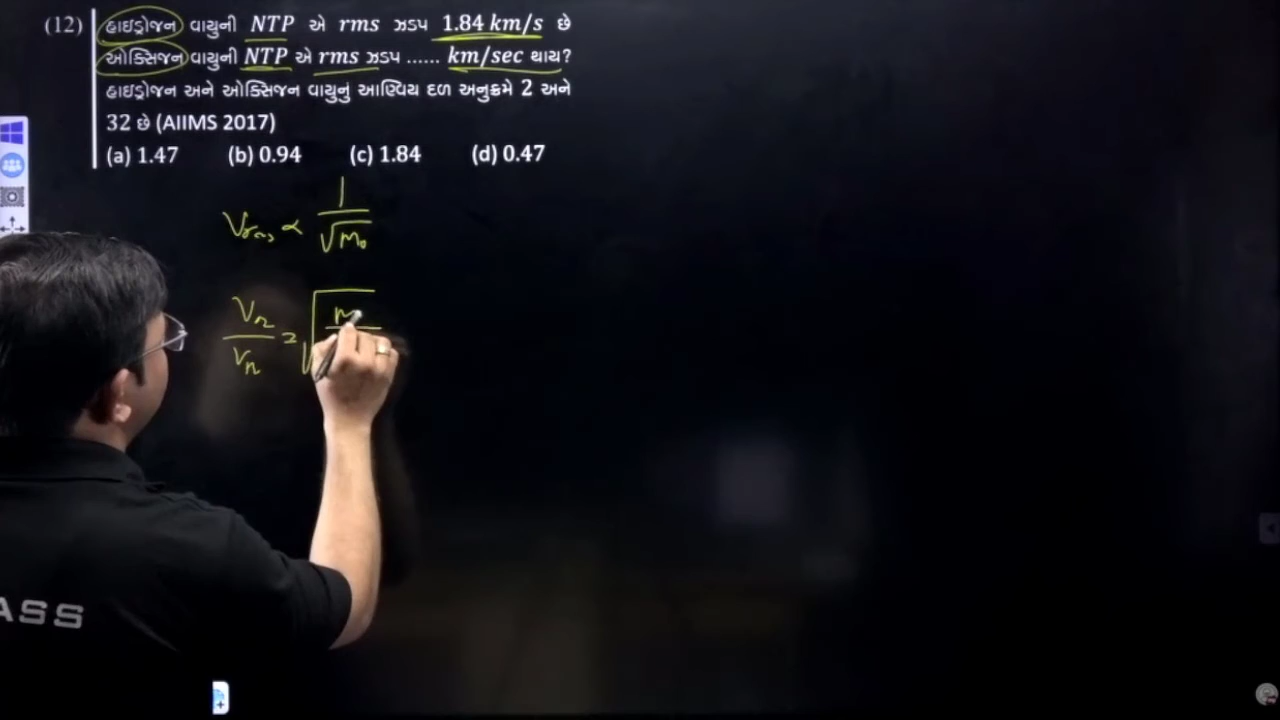 (12) હાઇડ્રોજન વાયુની NTP એ rms ઝડપ 1.84 km/s છે
ઓક્સિજન વાયુની NTP એ rms ઝડપ ...... km/sec થાય?
હાઇડ્રોજન અને ઓક્સિજન વાયુનું આણ્વિય દળ અનુક્રમે 2 અને
32 છે (AIIMS 2017)
(a) 1.47 (b) 0.94 (c) 1.84 (d) 0.47
Vrms ∝ 1/√M₀
ASS